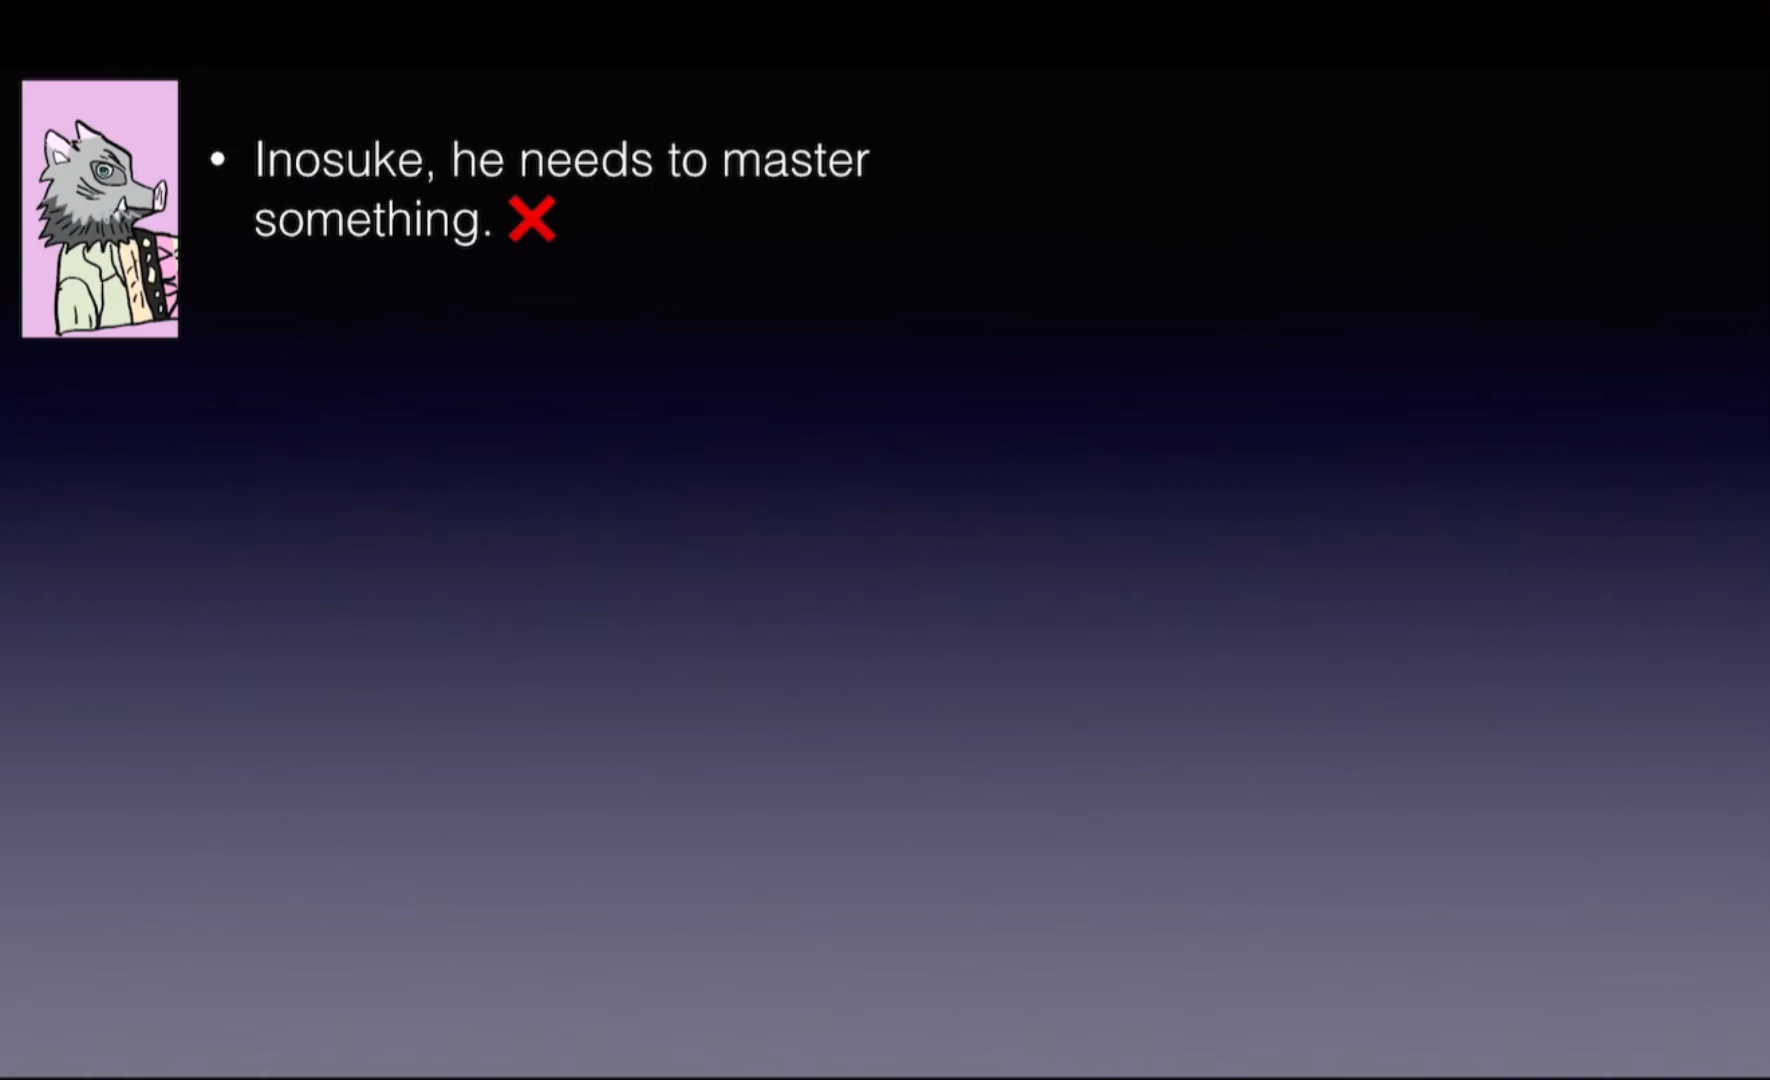 • Inosuke, he needs to master
something. ❌